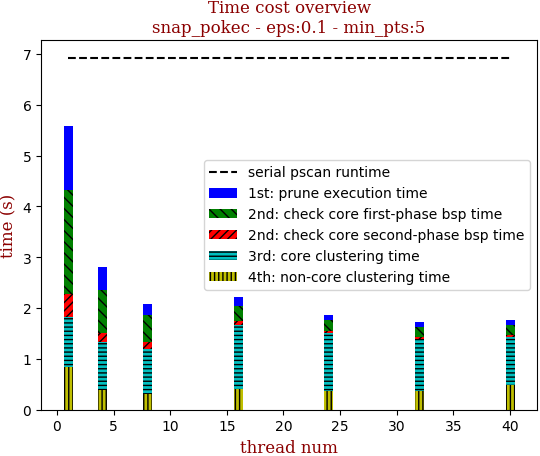 Time cost overview
snap_pokec - eps:0.1 - min_pts:5
7
6
5
4
3
2
1
0
time (s)
serial pscan runtime
1st: prune execution time
2nd: check core first-phase bsp time
2nd: check core second-phase bsp time
3rd: core clustering time
4th: non-core clustering time
0 5 10 15 20 25 30 35 40
thread num